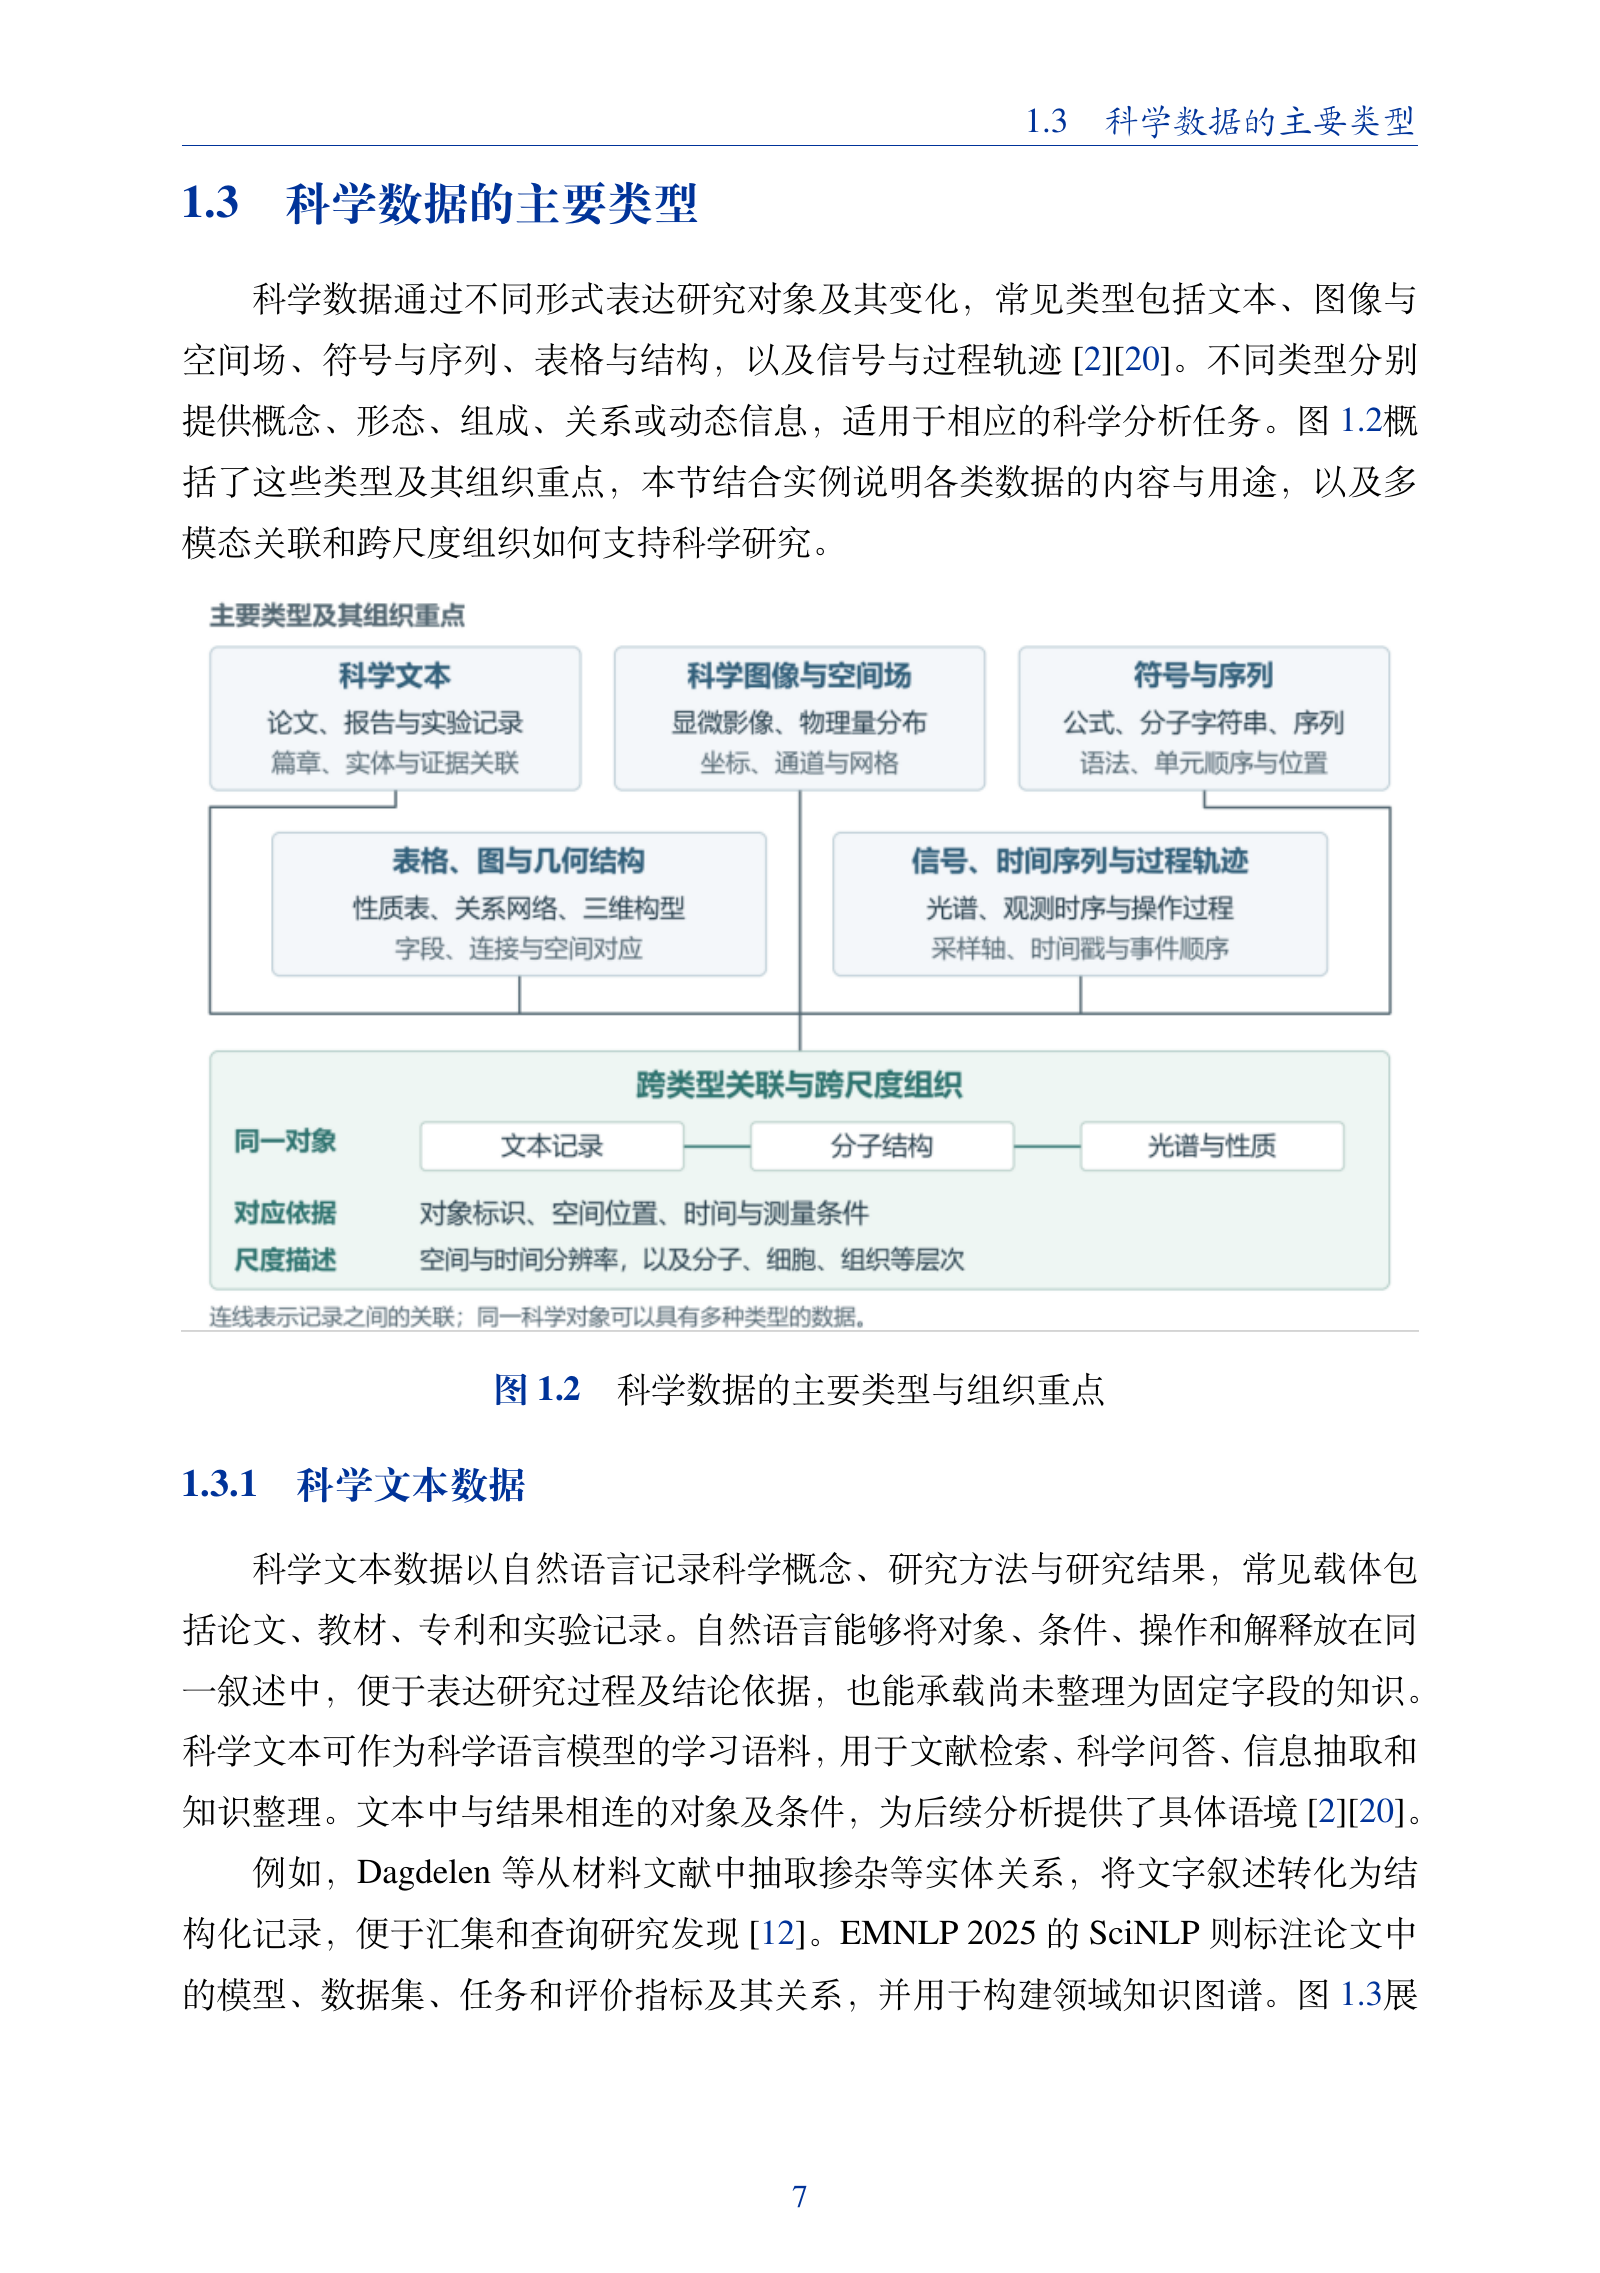 1.3 科学数据的主要类型
1.3 科学数据的主要类型
科学数据通过不同形式表达研究对象及其变化，常见类型包括文本、图像与
空间场、符号与序列、表格与结构，以及信号与过程轨迹 [2][20]。不同类型分别
提供概念、形态、组成、关系或动态信息，适用于相应的科学分析任务。图 1.2概
括了这些类型及其组织重点，本节结合实例说明各类数据的内容与用途，以及多
模态关联和跨尺度组织如何支持科学研究。
主要类型及其组织重点
科学文本
论文、报告与实验记录
篇章、实体与证据关联
科学图像与空间场
显微影像、物理量分布
坐标、通道与网格
符号与序列
公式、分子字符串、序列
语法、单元顺序与位置
表格、图与几何结构
性质表、关系网络、三维构型
字段、连接与空间对应
信号、时间序列与过程轨迹
光谱、观测时序与操作过程
采样轴、时间戳与事件顺序
跨类型关联与跨尺度组织
同一对象 文本记录 分子结构 光谱与性质
对应依据 对象标识、空间位置、时间与测量条件
尺度描述 空间与时间分辨率，以及分子、细胞、组织等层次
连线表示记录之间的关联；同一科学对象可以具有多种类型的数据。
图 1.2 科学数据的主要类型与组织重点
1.3.1 科学文本数据
科学文本数据以自然语言记录科学概念、研究方法与研究结果，常见载体包
括论文、教材、专利和实验记录。自然语言能够将对象、条件、操作和解释放在同
一叙述中，便于表达研究过程及结论依据，也能承载尚未整理为固定字段的知识。
科学文本可作为科学语言模型的学习语料，用于文献检索、科学问答、信息抽取和
知识整理。文本中与结果相连的对象及条件，为后续分析提供了具体语境 [2][20]。
例如，Dagdelen 等从材料文献中抽取掺杂等实体关系，将文字叙述转化为结
构化记录，便于汇集和查询研究发现 [12]。EMNLP 2025 的 SciNLP 则标注论文中
的模型、数据集、任务和评价指标及其关系，并用于构建领域知识图谱。图 1.3展
7